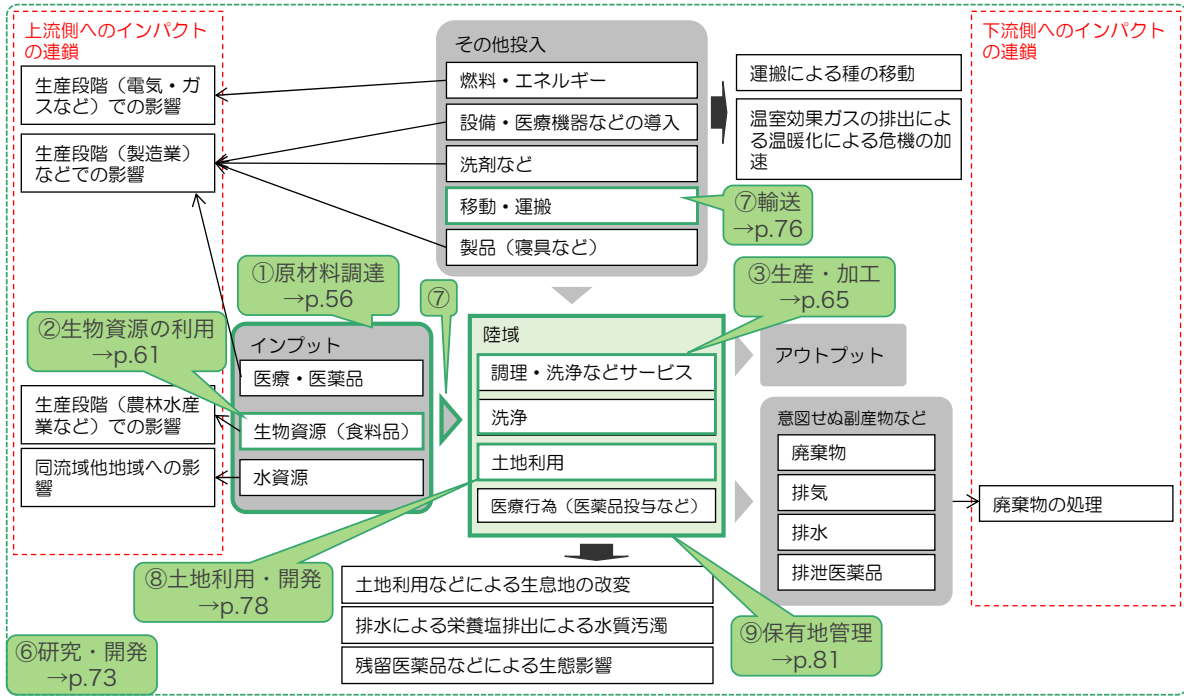 上流側へのインパクト
の連鎖
生産段階（電気・ガ
スなど）での影響
生産段階（製造業）
などでの影響
その他投入
燃料・エネルギー
設備・医療機器などの導入
洗剤など
移動・運搬
製品（寝具など）
運搬による種の移動
温室効果ガスの排出によ
る温暖化による危機の加
速
下流側へのインパクト
の連鎖
⑦輸送
→p.76
①原材料調達
→p.56
⑦
③生産・加工
→p.65
②生物資源の利用
→p.61
インプット
医療・医薬品
生物資源（食料品）
水資源
生産段階（農林水産
業など）での影響
同流域他地域への影
響
陸域
調理・洗浄などサービス
洗浄
土地利用
医療行為（医薬品投与など）
アウトプット
意図せぬ副産物など
廃棄物
排気
排水
排泄医薬品
廃棄物の処理
⑧土地利用・開発
→p.78
土地利用などによる生息地の改変
排水による栄養塩排出による水質汚濁
残留医薬品などによる生態影響
⑨保有地管理
→p.81
⑥研究・開発
→p.73